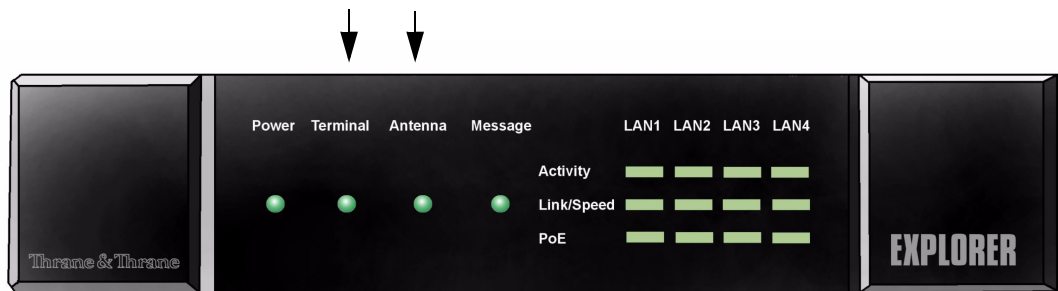 Power Terminal Antenna Message LAN1 LAN2 LAN3 LAN4
Activity
Link/Speed
PoE
Thrane & Thrane
EXPLORER